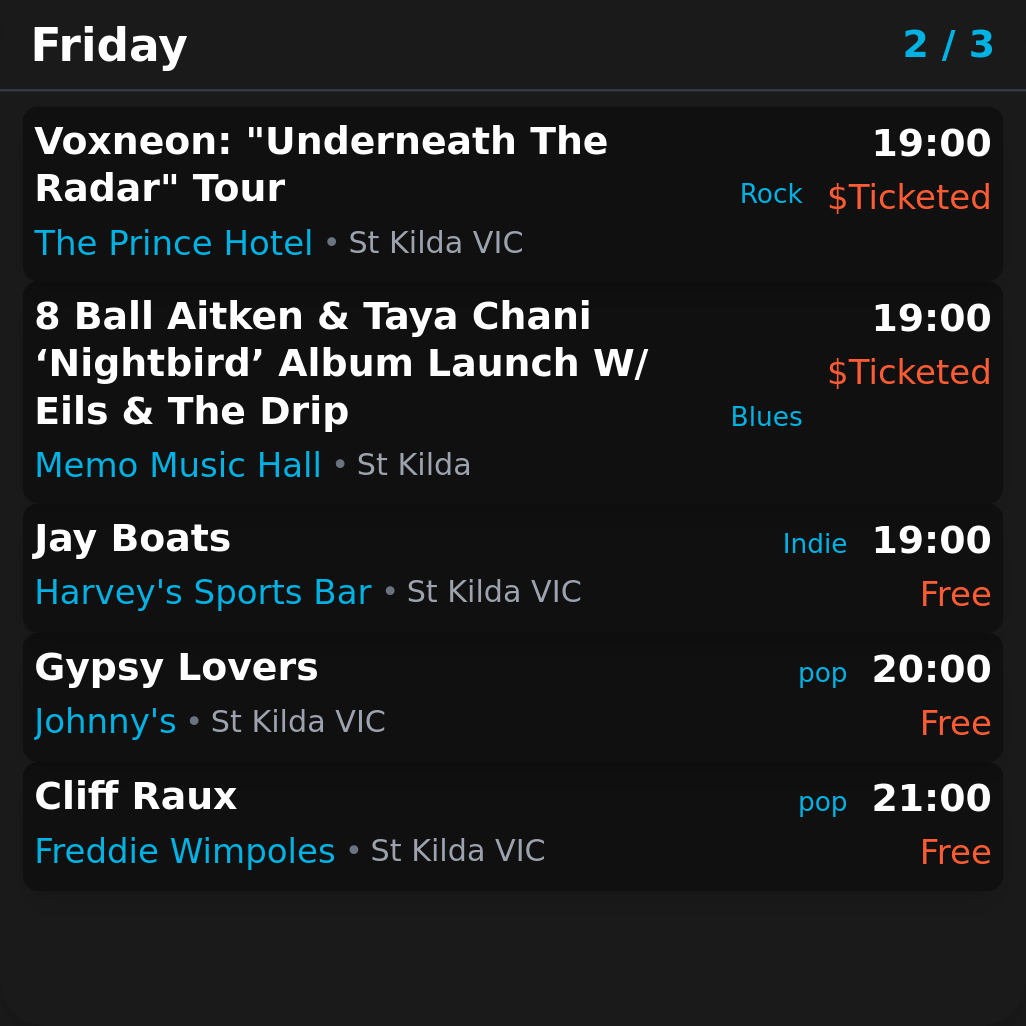 Friday
2 / 3
Voxneon: "Underneath The
Radar" Tour
Rock
19:00
$Ticketed
The Prince Hotel • St Kilda VIC
8 Ball Aitken & Taya Chani
‘Nightbird’ Album Launch W/
Eils & The Drip
Blues
19:00
$Ticketed
Memo Music Hall • St Kilda
Jay Boats
Indie
19:00
Harvey's Sports Bar • St Kilda VIC
Free
Gypsy Lovers
pop
20:00
Johnny's • St Kilda VIC
Free
Cliff Raux
pop
21:00
Freddie Wimpoles • St Kilda VIC
Free